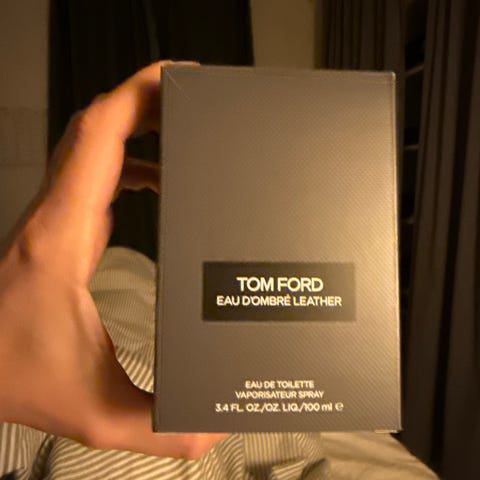 TOM FORD
EAU D'OMBRÉ LEATHER
EAU DE TOILETTE
VAPORISATEUR SPRAY
3.4 FL. OZ./OZ. LIQ./100 ml ℮